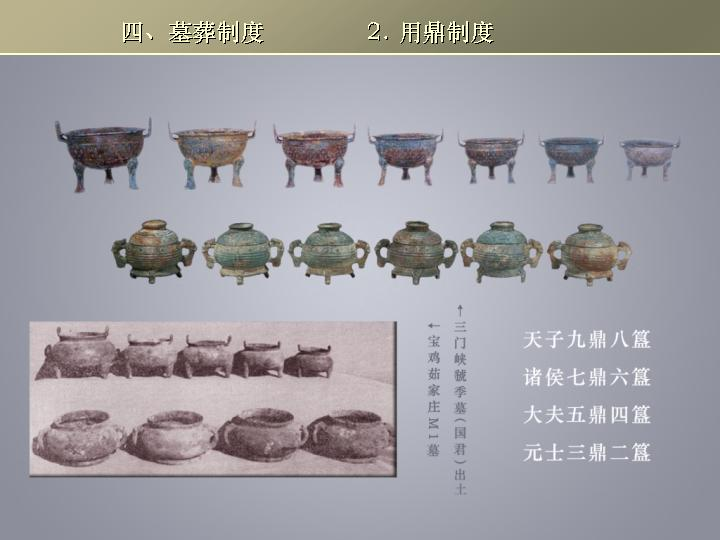 四、墓葬制度 2. 用鼎制度
←三门峡虢季墓(国君)出土
←宝鸡茹家庄M1墓
天子九鼎八簋
诸侯七鼎六簋
大夫五鼎四簋
元士三鼎二簋